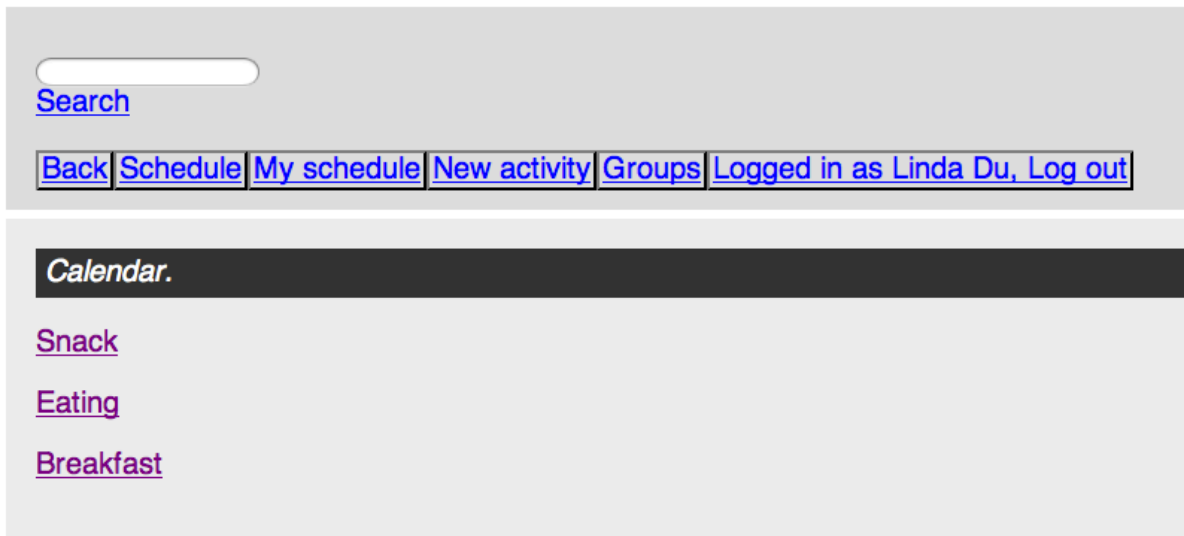 Search
Back Schedule My schedule New activity Groups Logged in as Linda Du, Log out
Calendar.
Snack
Eating
Breakfast